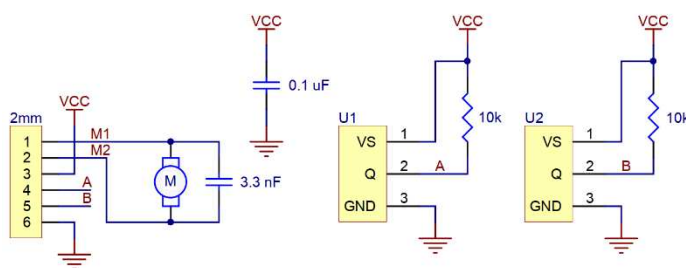 VCC
0.1 uF
2mm
VCC
1
2
3
4
5
6
M1
M2
A
B
M
3.3 nF
VCC
U1
VS
Q
GND
1
2
3
A
10k
VCC
U2
VS
Q
GND
1
2
3
B
10k